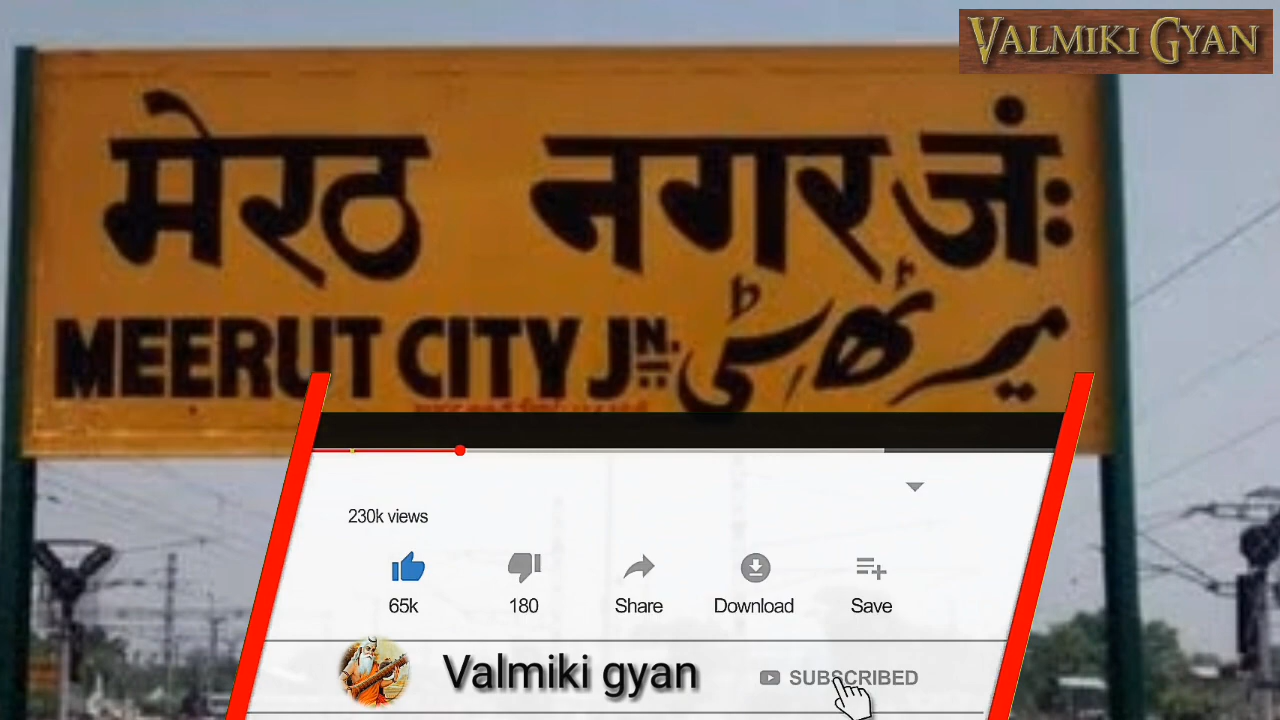 VALMIKI GYAN
मेरठ नगर जं:
MEERUT CITY JN.
میرٹھ سٹی
230k views
65k 180 Share Download Save
Valmiki gyan SUBSCRIBED